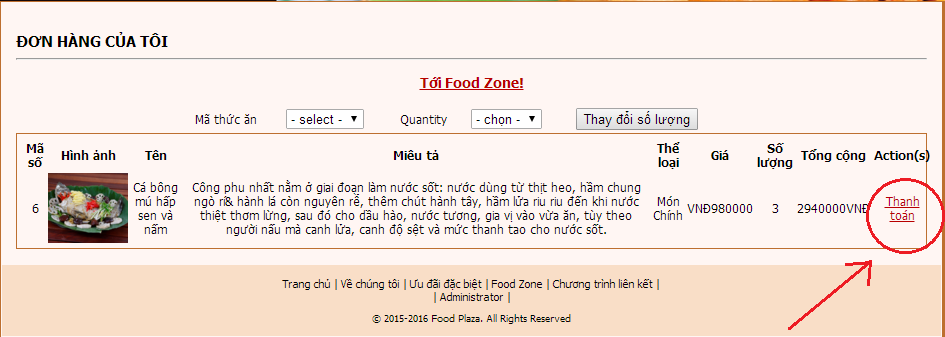 ĐƠN HÀNG CỦA TÔI
Tới Food Zone!
Mã thức ăn - select - Quantity - chọn - Thay đổi số lượng
Mã số Hình ảnh Tên Miêu tả Thể loại Giá Số lượng Tổng cộng Action(s)
6
Cá bông
mú hấp
sen và
nấm
Công phu nhất nằm ở giai đoạn làm nước sốt: nước dùng từ thịt heo, hầm chung
ngò rí& hành lá còn nguyên rễ, thêm chút hành tây, hầm lửa riu riu đến khi nước
thiệt thơm lừng, sau đó cho dầu hào, nước tương, gia vị vào vừa ăn, tùy theo
người nấu mà canh lửa, canh độ sệt và mức thanh tao cho nước sốt.
Món
Chính
VNĐ980000
3
2940000VNĐ
Thanh
toán
Trang chủ | Về chúng tôi | Ưu đãi đặc biệt | Food Zone | Chương trình liên kết |
| Administrator |
© 2015-2016 Food Plaza. All Rights Reserved